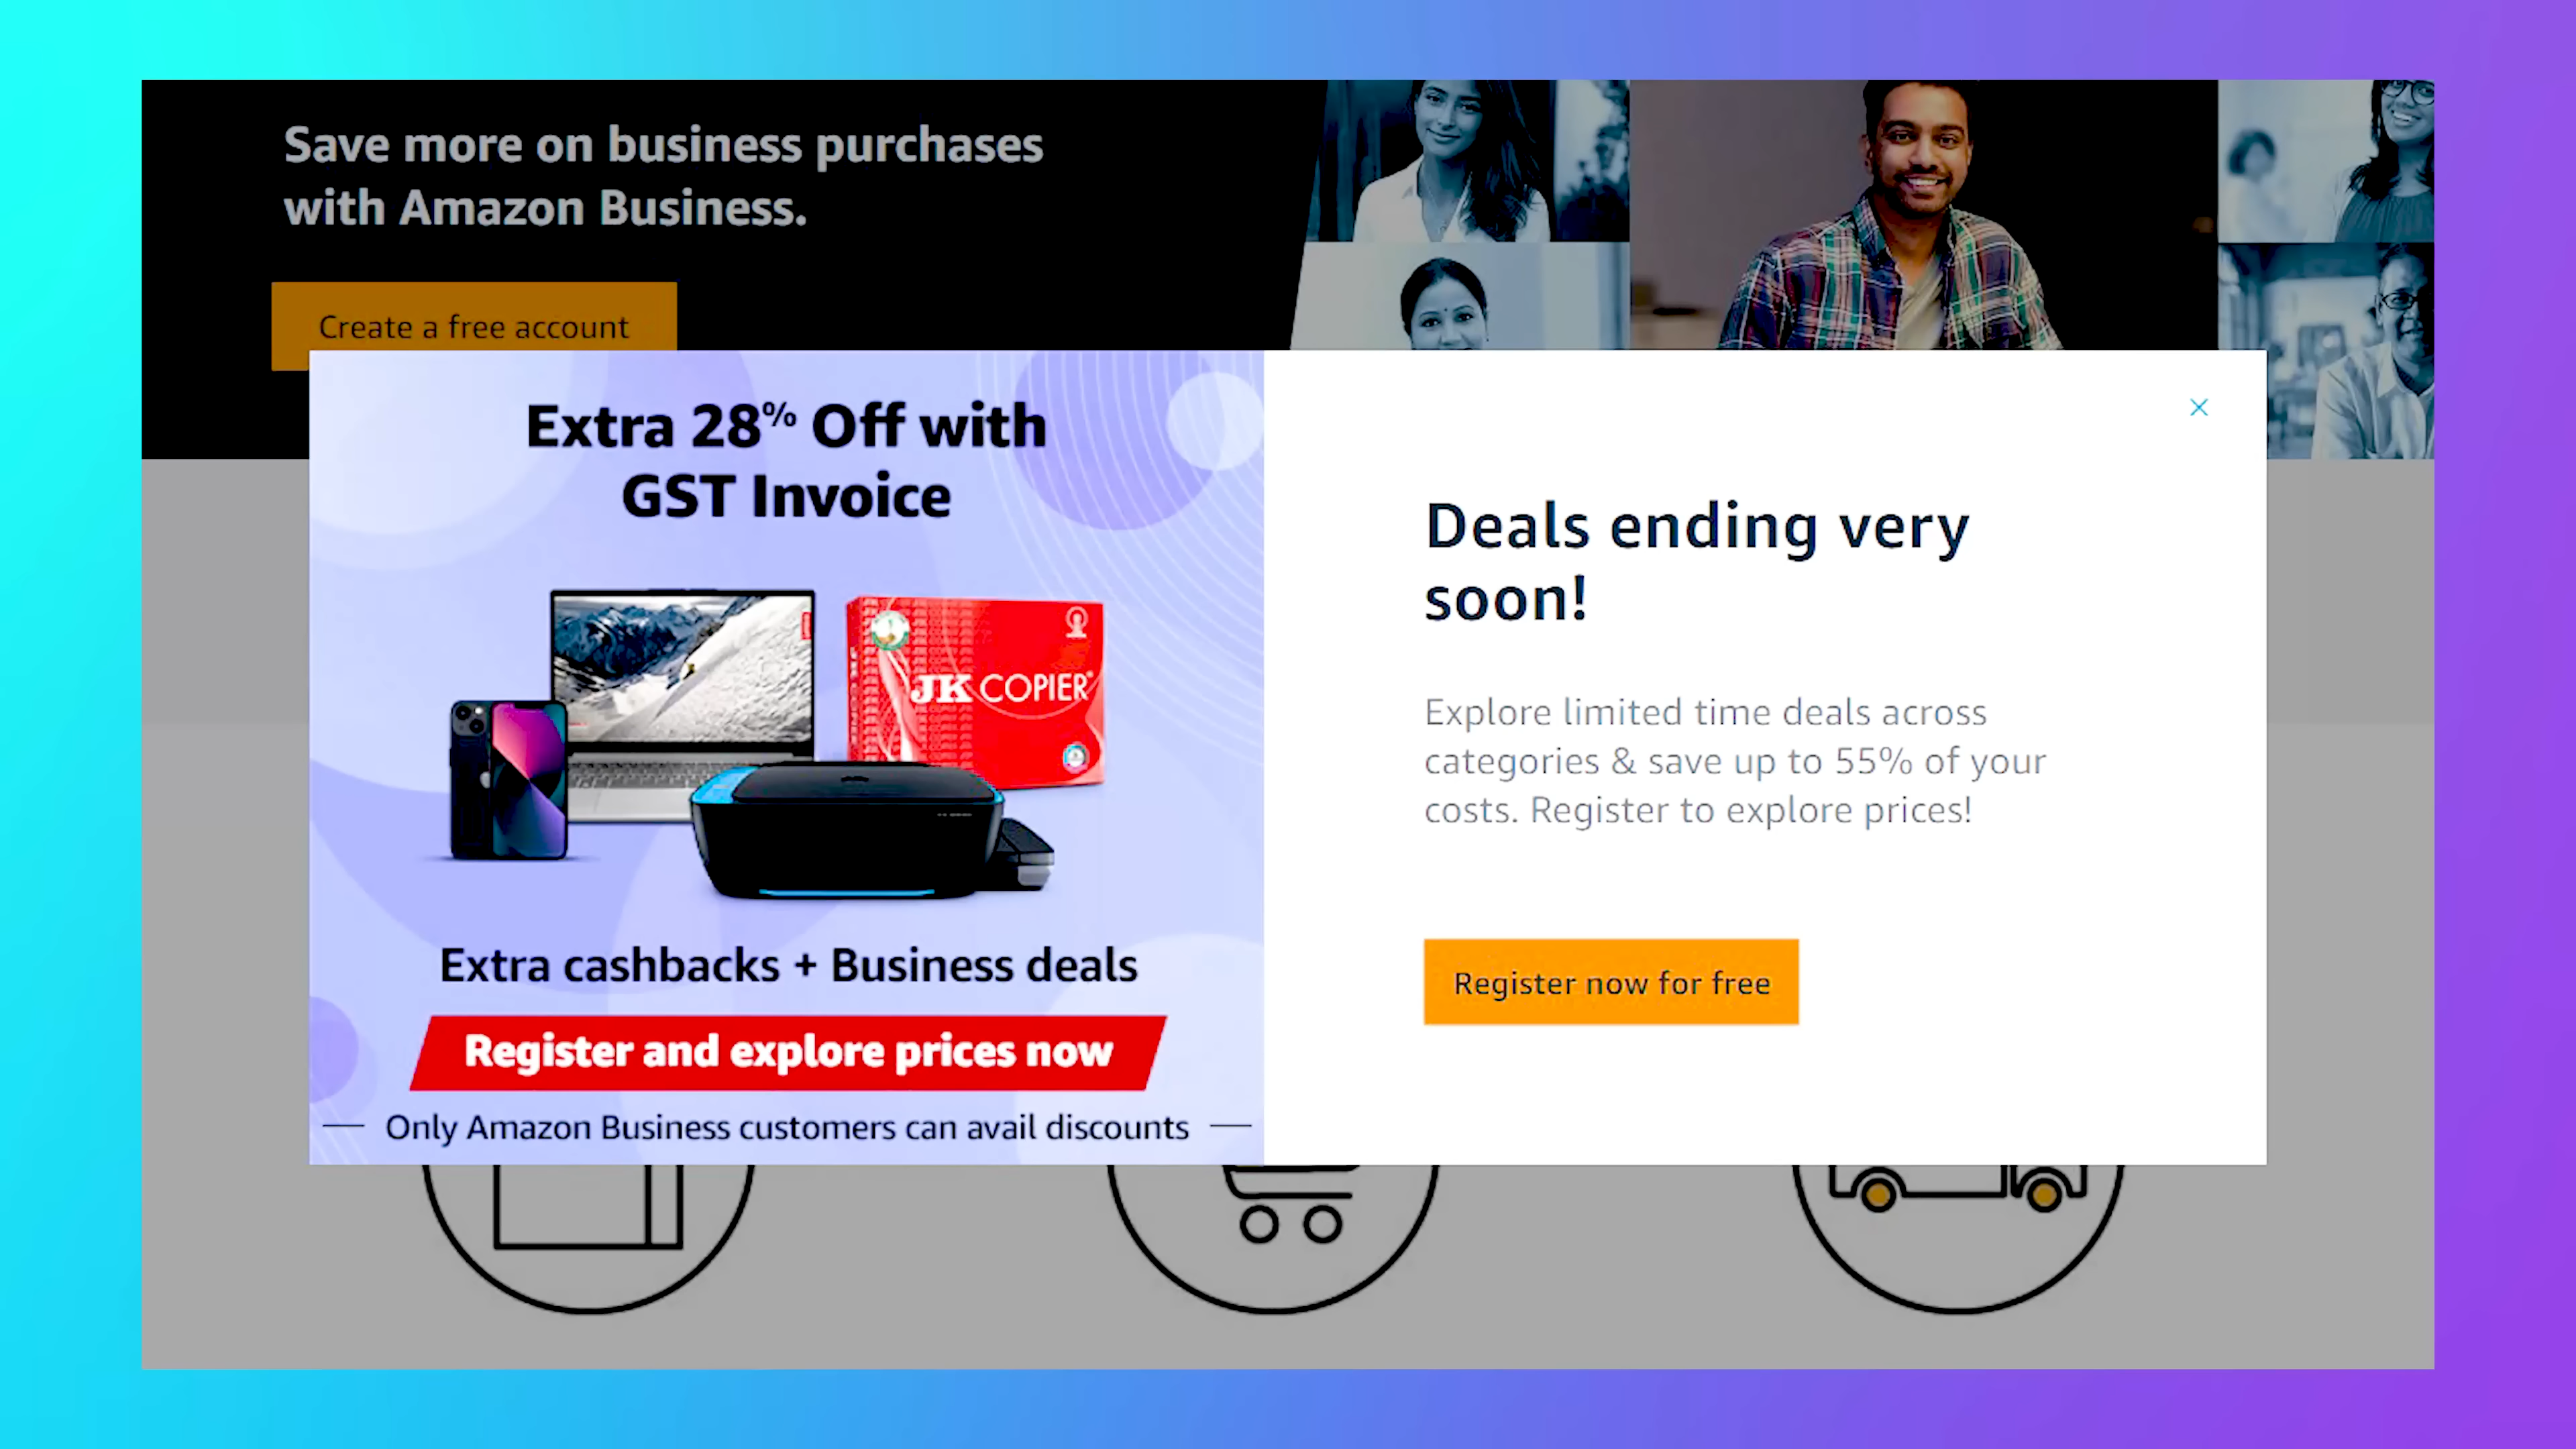 Save more on business purchases
with Amazon Business.
Create a free account
Extra 28% Off with
GST Invoice
JK COPIER
Extra cashbacks + Business deals
Register and explore prices now
Only Amazon Business customers can avail discounts
Deals ending very
soon!
Explore limited time deals across
categories & save up to 55% of your
costs. Register to explore prices!
Register now for free